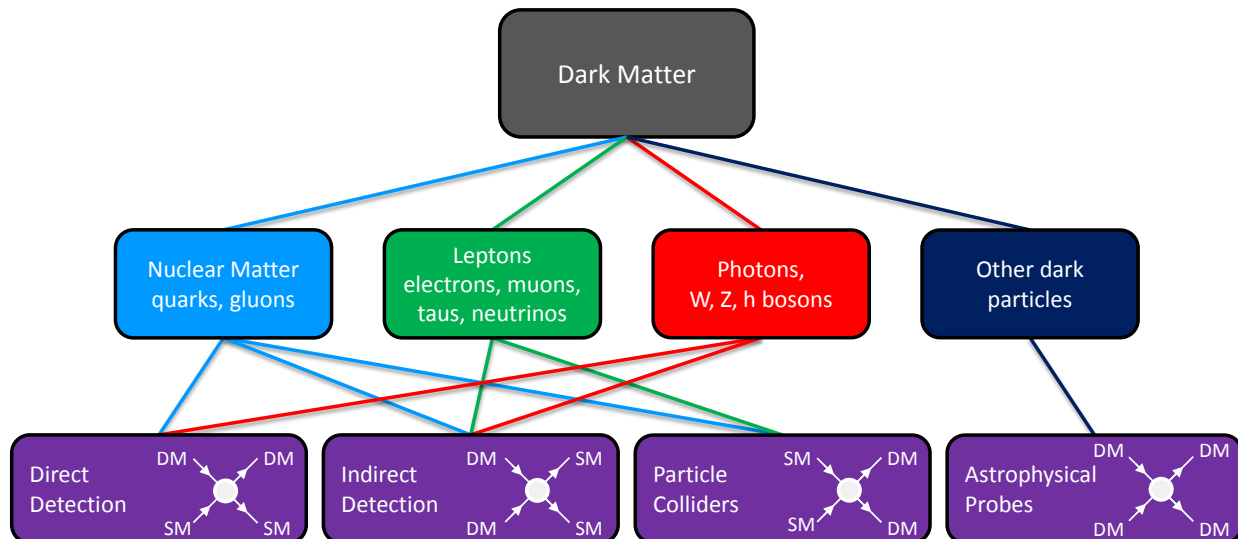 Dark Matter
Nuclear Matter
quarks, gluons
Leptons
electrons, muons,
taus, neutrinos
Photons,
W, Z, h bosons
Other dark
particles
Direct
Detection
DM
DM
SM
SM
Indirect
Detection
DM
SM
DM
SM
Particle
Colliders
SM
DM
SM
DM
Astrophysical
Probes
DM
DM
DM
DM